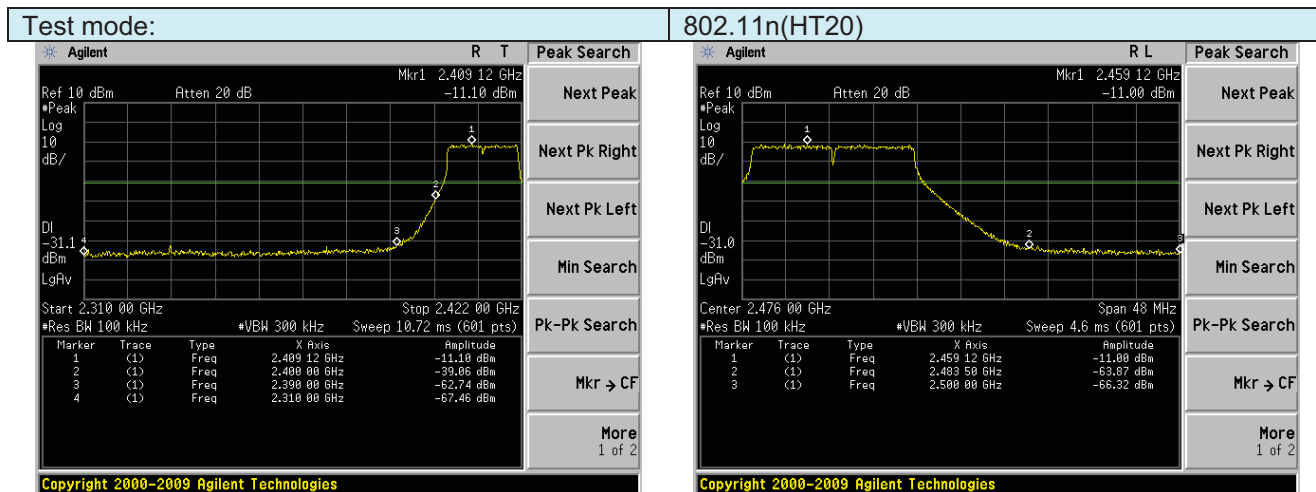 Test mode: 802.11n(HT20)
Agilent R T Peak Search
Mkr1 2.409 12 GHz
Ref 10 dBm Atten 20 dB -11.10 dBm
#Peak
Log
10
dB/
1
2
3
4
DI
-31.1
dBm
LgAv
Start 2.310 00 GHz Stop 2.422 00 GHz
#Res BW 100 kHz #VBW 300 kHz Sweep 10.72 ms (601 pts)
Marker Trace Type X Axis Amplitude
1 (1) Freq 2.409 12 GHz -11.10 dBm
2 (1) Freq 2.400 00 GHz -39.06 dBm
3 (1) Freq 2.390 00 GHz -62.74 dBm
4 (1) Freq 2.310 00 GHz -67.46 dBm
Next Peak
Next Pk Right
Next Pk Left
Min Search
Pk-Pk Search
Mkr → CF
More
1 of 2
Copyright 2000-2009 Agilent Technologies
Agilent R L Peak Search
Mkr1 2.459 12 GHz
Ref 10 dBm Atten 20 dB -11.00 dBm
#Peak
Log
10
dB/
1
2
3
DI
-31.0
dBm
LgAv
Center 2.476 00 GHz Span 48 MHz
#Res BW 100 kHz #VBW 300 kHz Sweep 4.6 ms (601 pts)
Marker Trace Type X Axis Amplitude
1 (1) Freq 2.459 12 GHz -11.00 dBm
2 (1) Freq 2.483 50 GHz -63.87 dBm
3 (1) Freq 2.500 00 GHz -66.32 dBm
Next Peak
Next Pk Right
Next Pk Left
Min Search
Pk-Pk Search
Mkr → CF
More
1 of 2
Copyright 2000-2009 Agilent Technologies